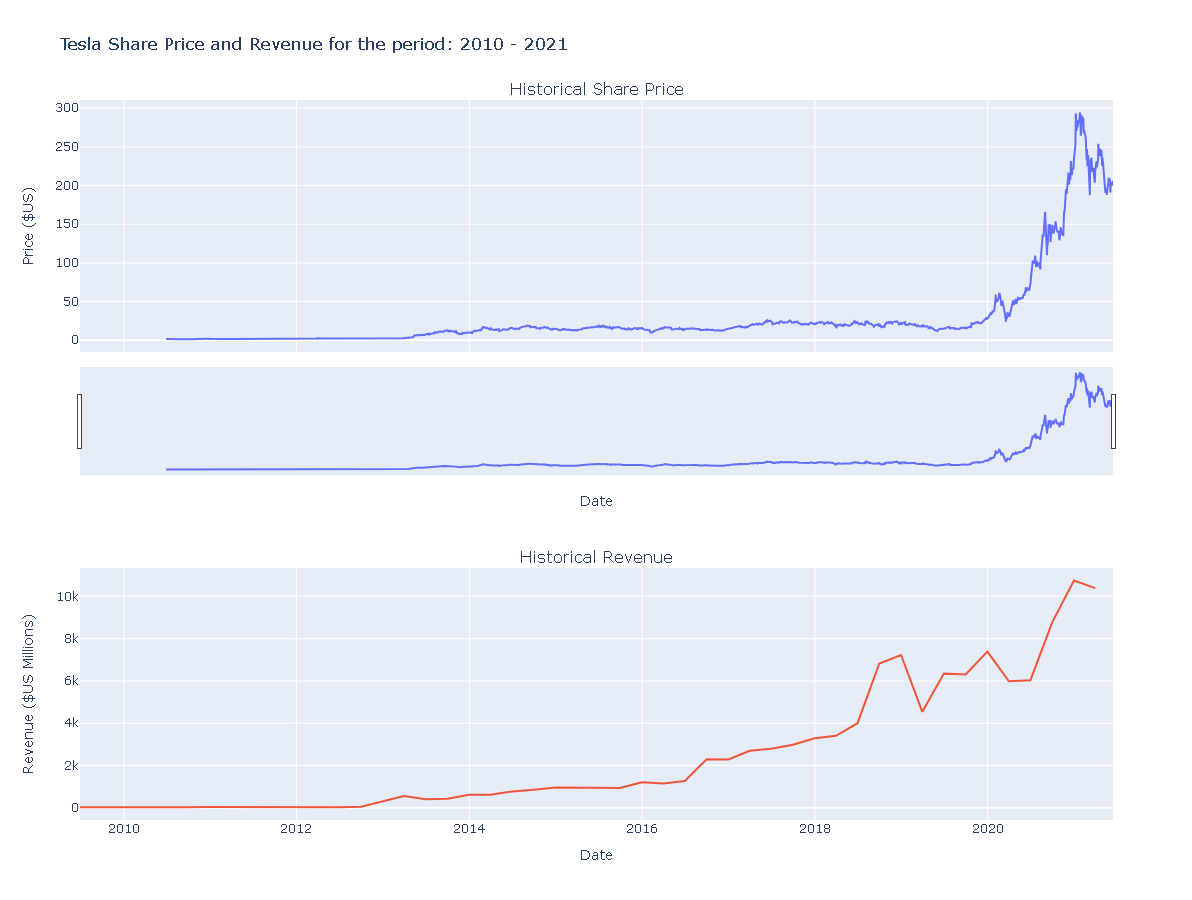 Tesla Share Price and Revenue for the period: 2010 - 2021
Historical Share Price
300
250
200
150
100
50
0
Price ($US)
Date
Historical Revenue
10k
8k
6k
4k
2k
0
Revenue ($US Millions)
2010 2012 2014 2016 2018 2020
Date